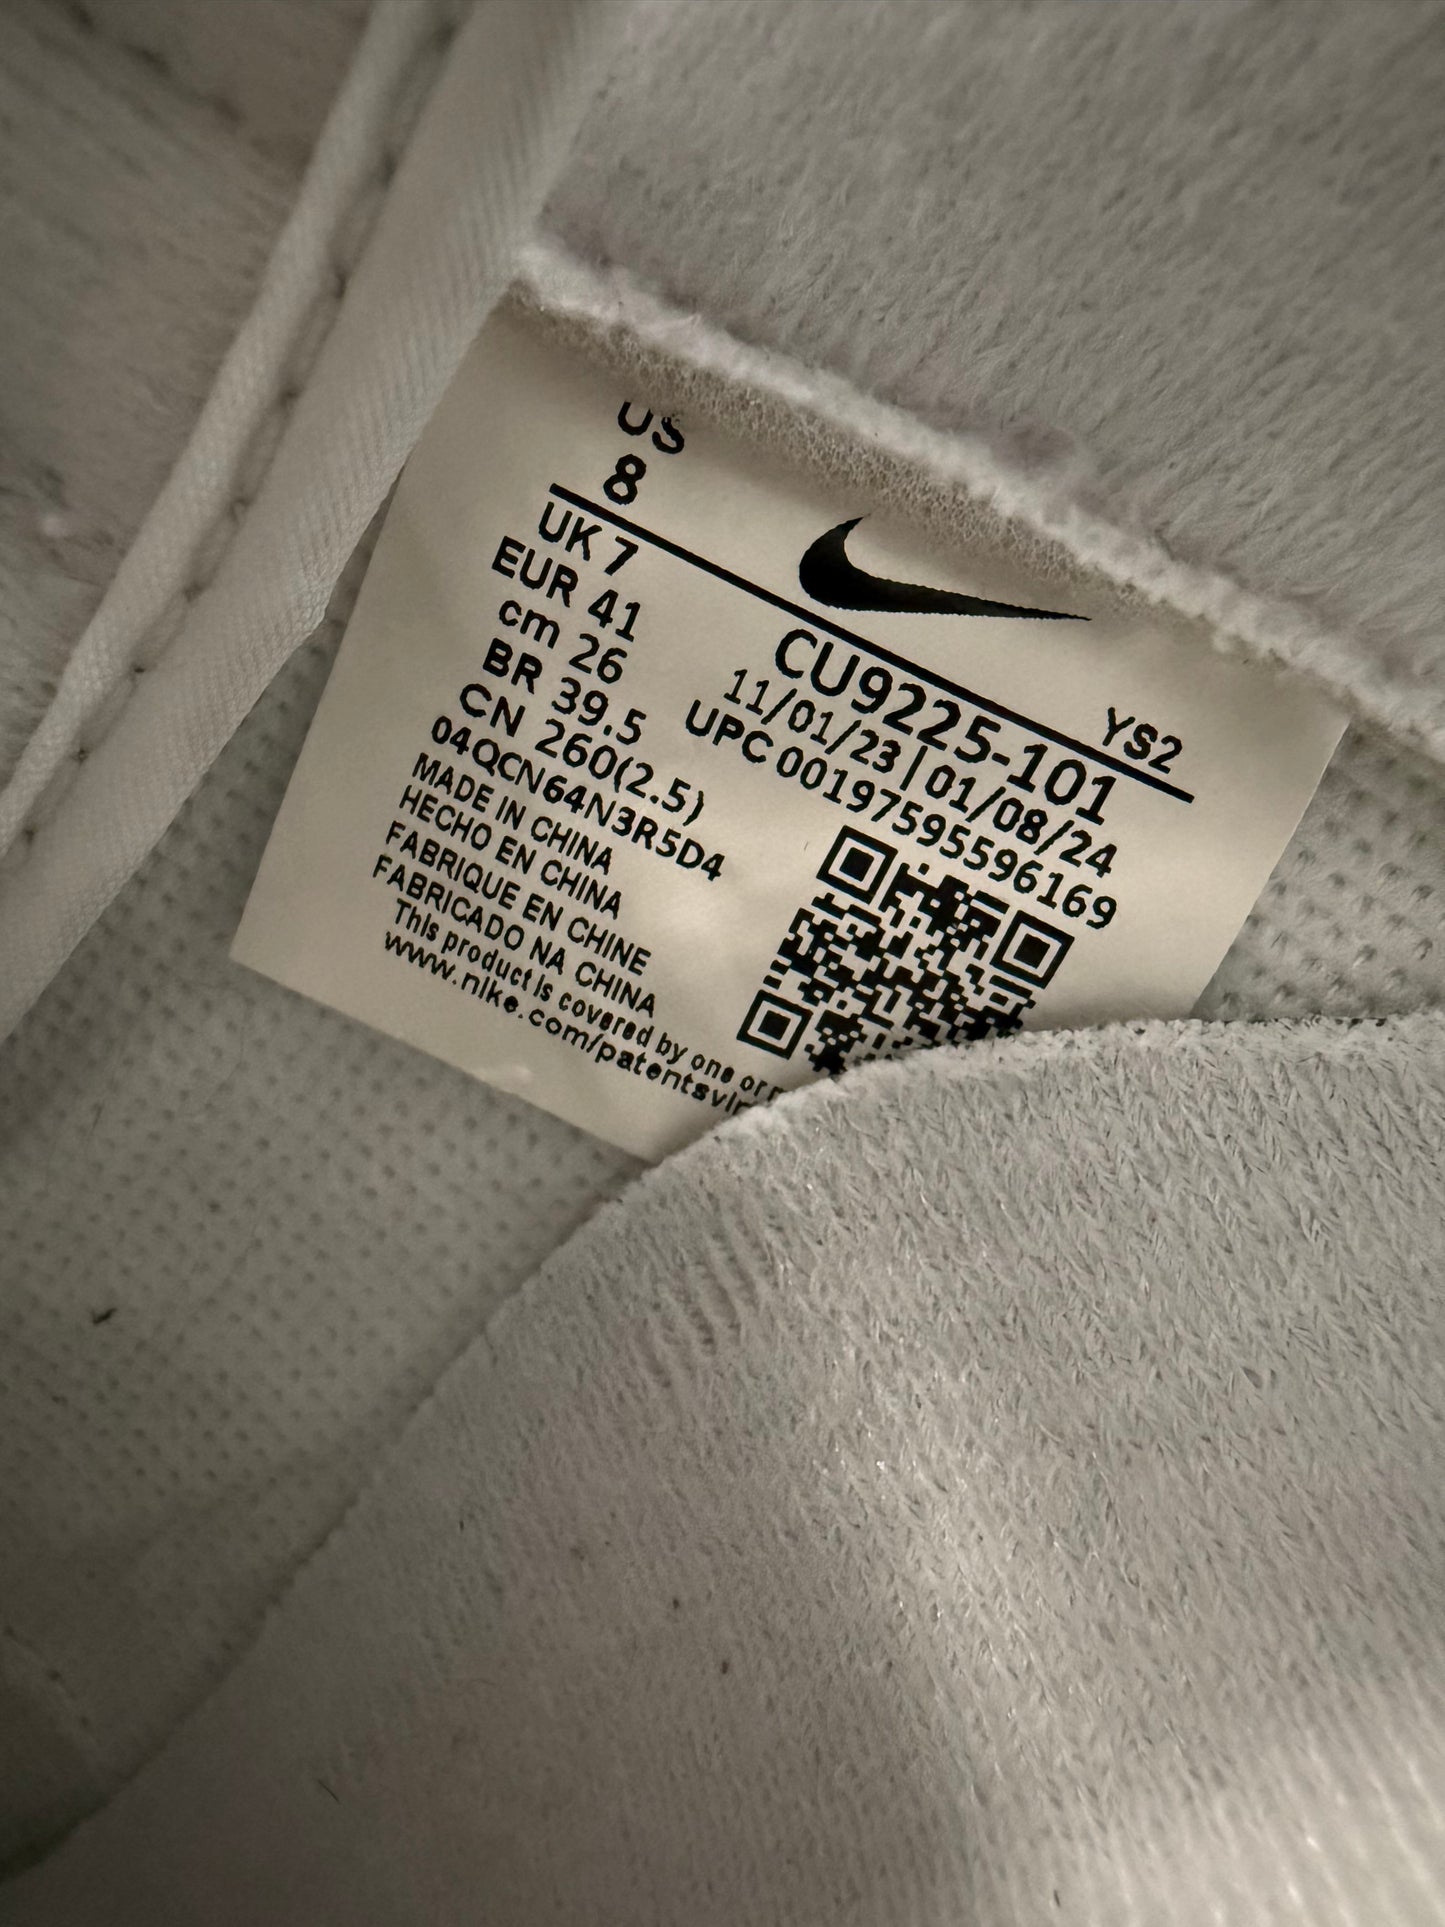 US
8
UK 7
EUR 41
cm 26
BR 39.5
CN 260(2.5)
04QCN64N3R5D4
MADE IN CHINA
HECHO EN CHINA
FABRIQUE EN CHINE
FABRICADO NA CHINA
This product is covered by one or
www.nike.com/patentsvir
YS2
CU9225-101
11/01/23 | 01/08/24
UPC 00197595596169